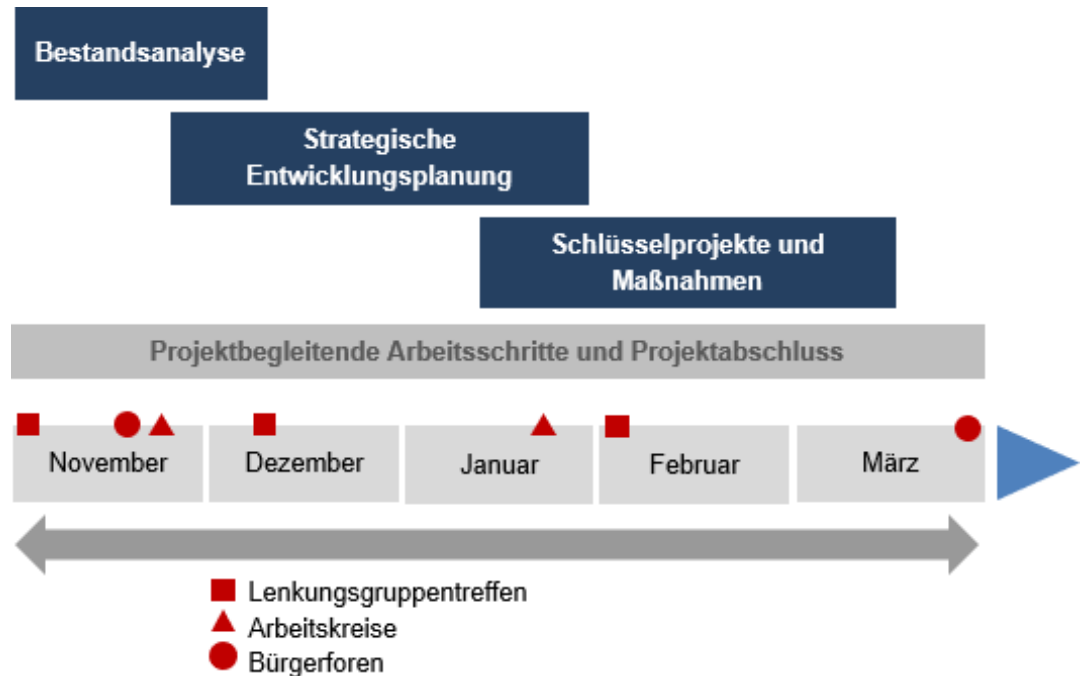 Bestandsanalyse
Strategische
Entwicklungsplanung
Schlüsselprojekte und
Maßnahmen
Projektbegleitende Arbeitsschritte und Projektabschluss
November
Dezember
Januar
Februar
März
Lenkungsgruppentreffen
Arbeitskreise
Bürgerforen